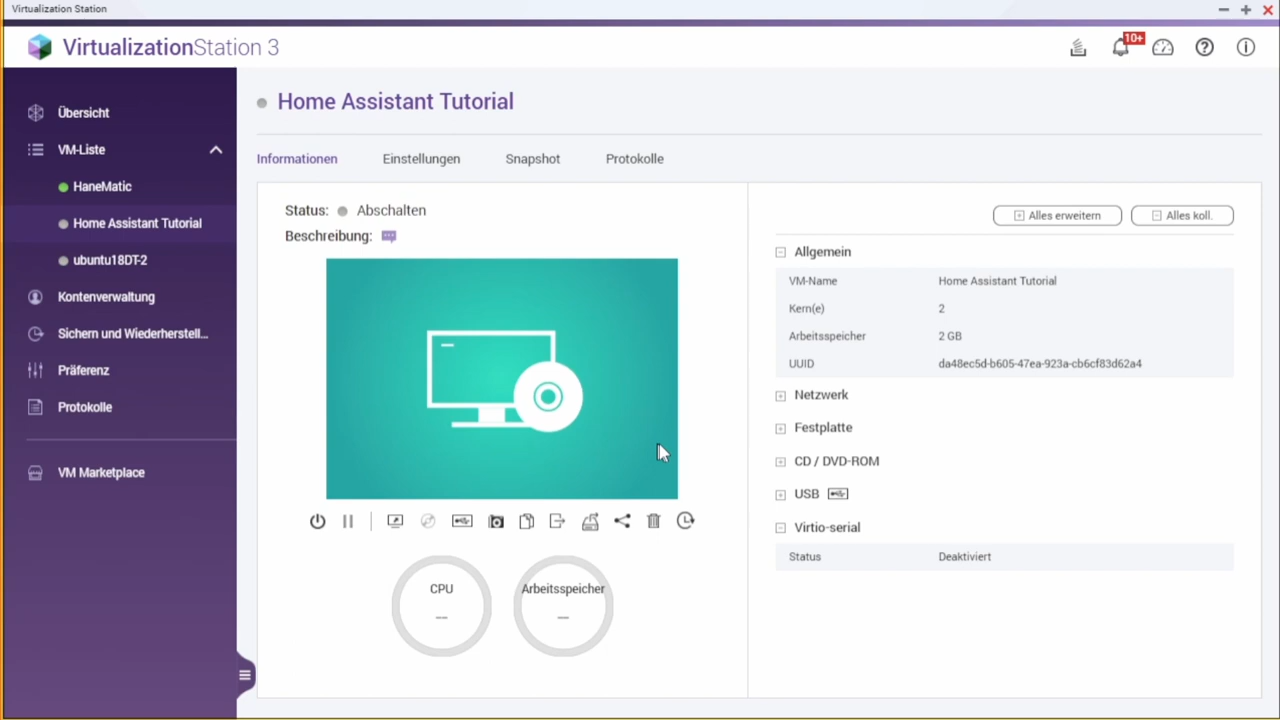 Virtualization Station
VirtualizationStation 3
10+
Übersicht
VM-Liste
HaneMatic
Home Assistant Tutorial
ubuntu18DT-2
Kontenverwaltung
Sichern und Wiederherstell...
Präferenz
Protokolle
VM Marketplace
Home Assistant Tutorial
Informationen Einstellungen Snapshot Protokolle
Status: Abschalten
Beschreibung:
CPU
--
Arbeitsspeicher
--
Alles erweitern Alles koll.
Allgemein
VM-Name Home Assistant Tutorial
Kern(e) 2
Arbeitsspeicher 2 GB
UUID da48ec5d-b605-47ea-923a-cb6cf83d62a4
Netzwerk
Festplatte
CD / DVD-ROM
USB
Virtio-serial
Status Deaktiviert